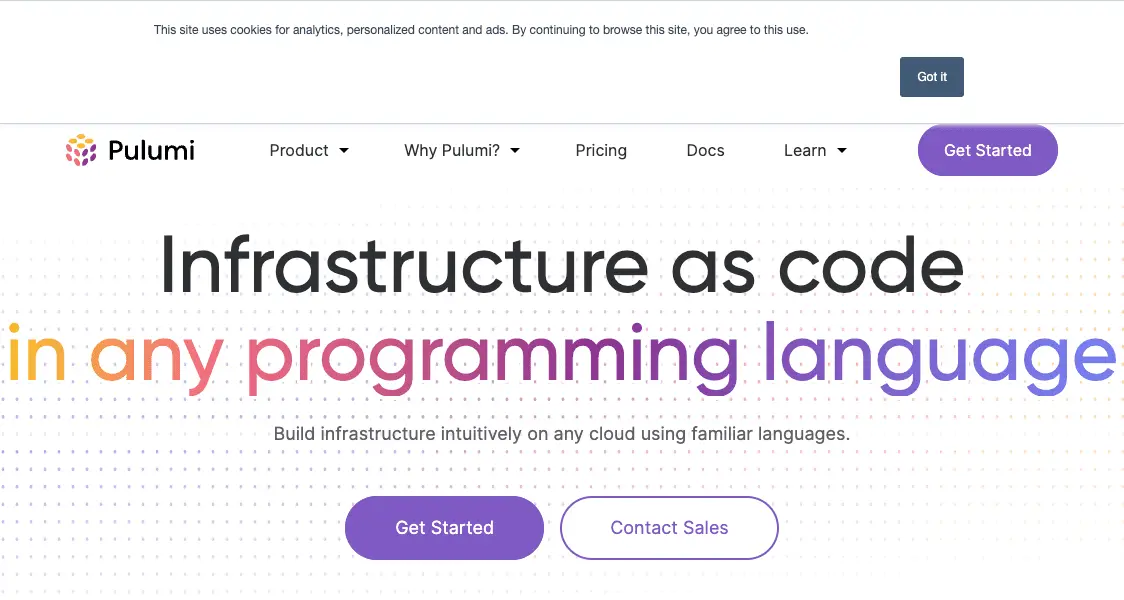 This site uses cookies for analytics, personalized content and ads. By continuing to browse this site, you agree to this use.
Got it
Pulumi
Product
Why Pulumi?
Pricing
Docs
Learn
Get Started
Infrastructure as code
in any programming language
Build infrastructure intuitively on any cloud using familiar languages.
Get Started
Contact Sales